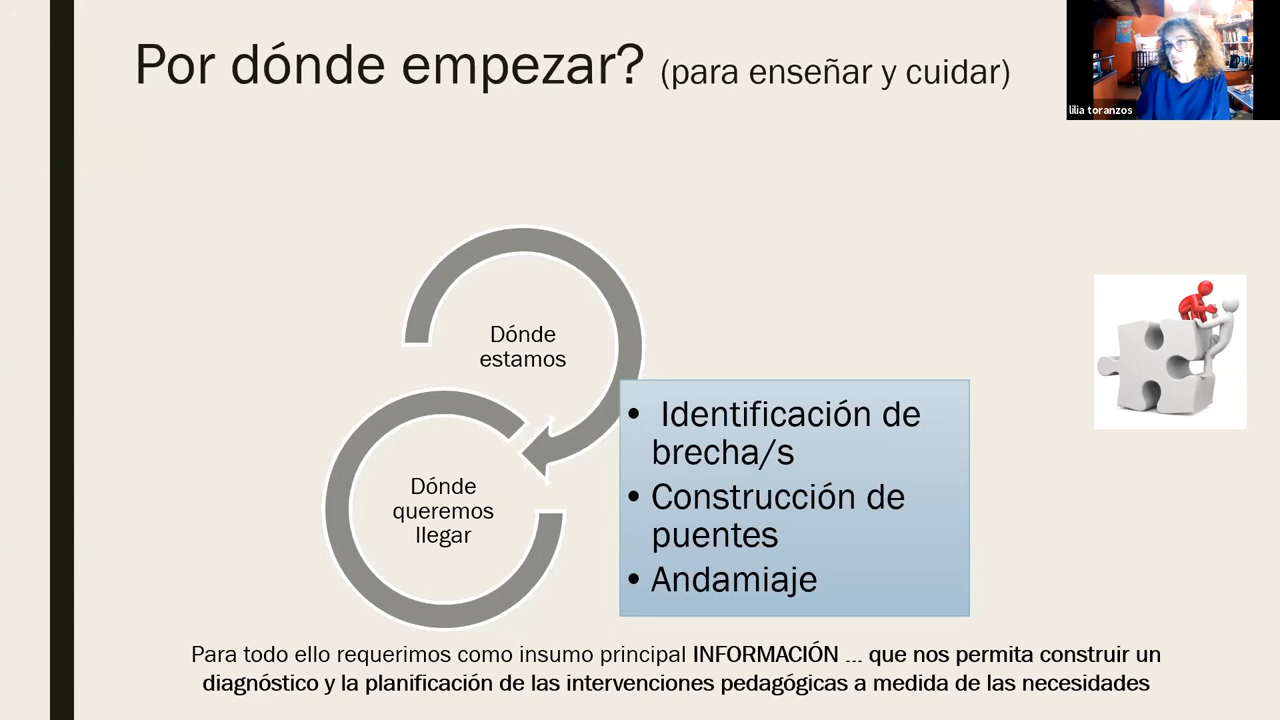 Por dónde empezar? (para enseñar y cuidar)
lilia toranzos
Dónde
estamos
Dónde
queremos
llegar
• Identificación de
brecha/s
• Construcción de
puentes
• Andamiaje
Para todo ello requerimos como insumo principal INFORMACIÓN ... que nos permita construir un
diagnóstico y la planificación de las intervenciones pedagógicas a medida de las necesidades